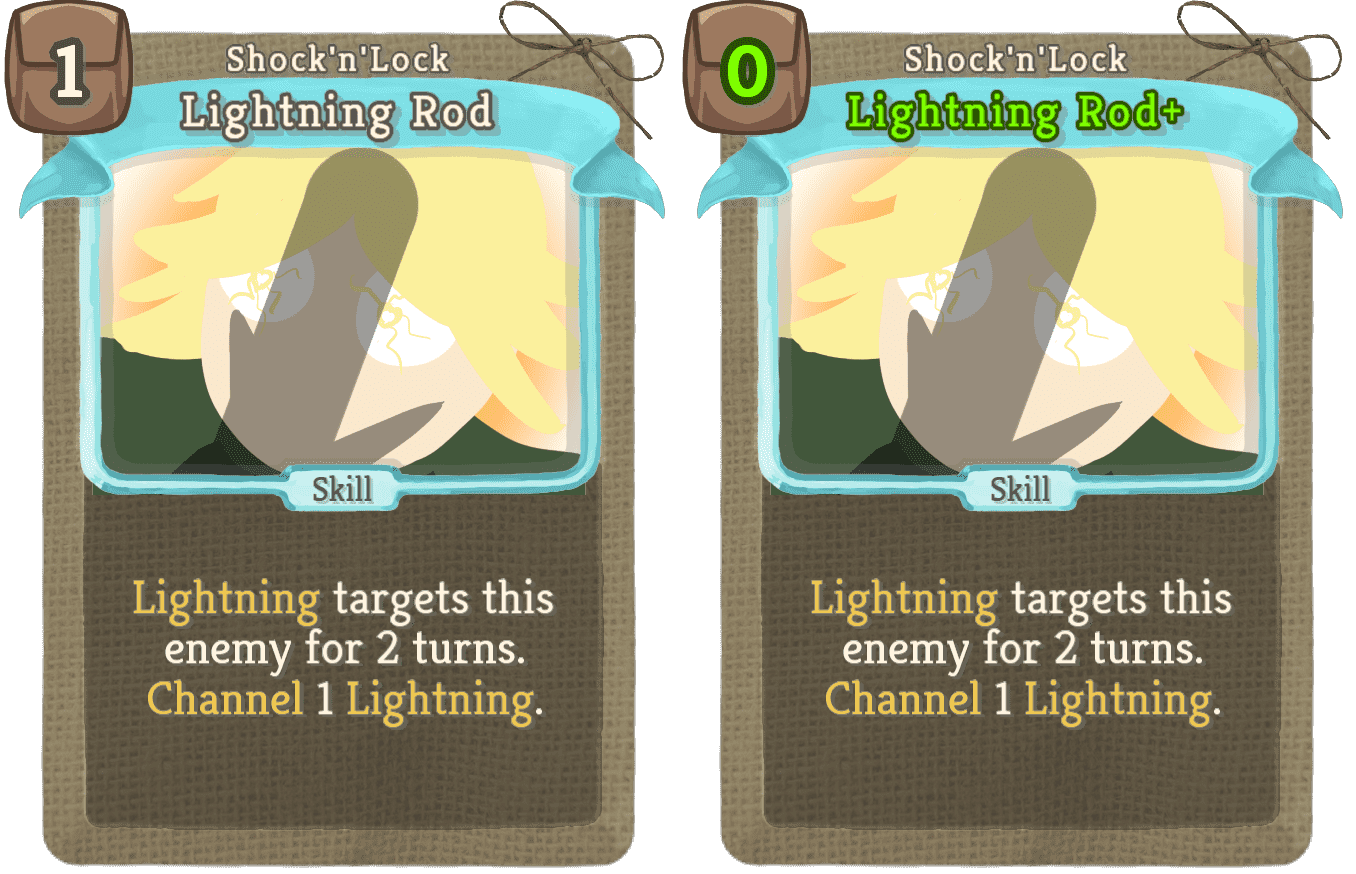 1
Shock'n'Lock
Lightning Rod
Skill
Lightning targets this
enemy for 2 turns.
Channel 1 Lightning.
0
Shock'n'Lock
Lightning Rod+
Skill
Lightning targets this
enemy for 2 turns.
Channel 1 Lightning.